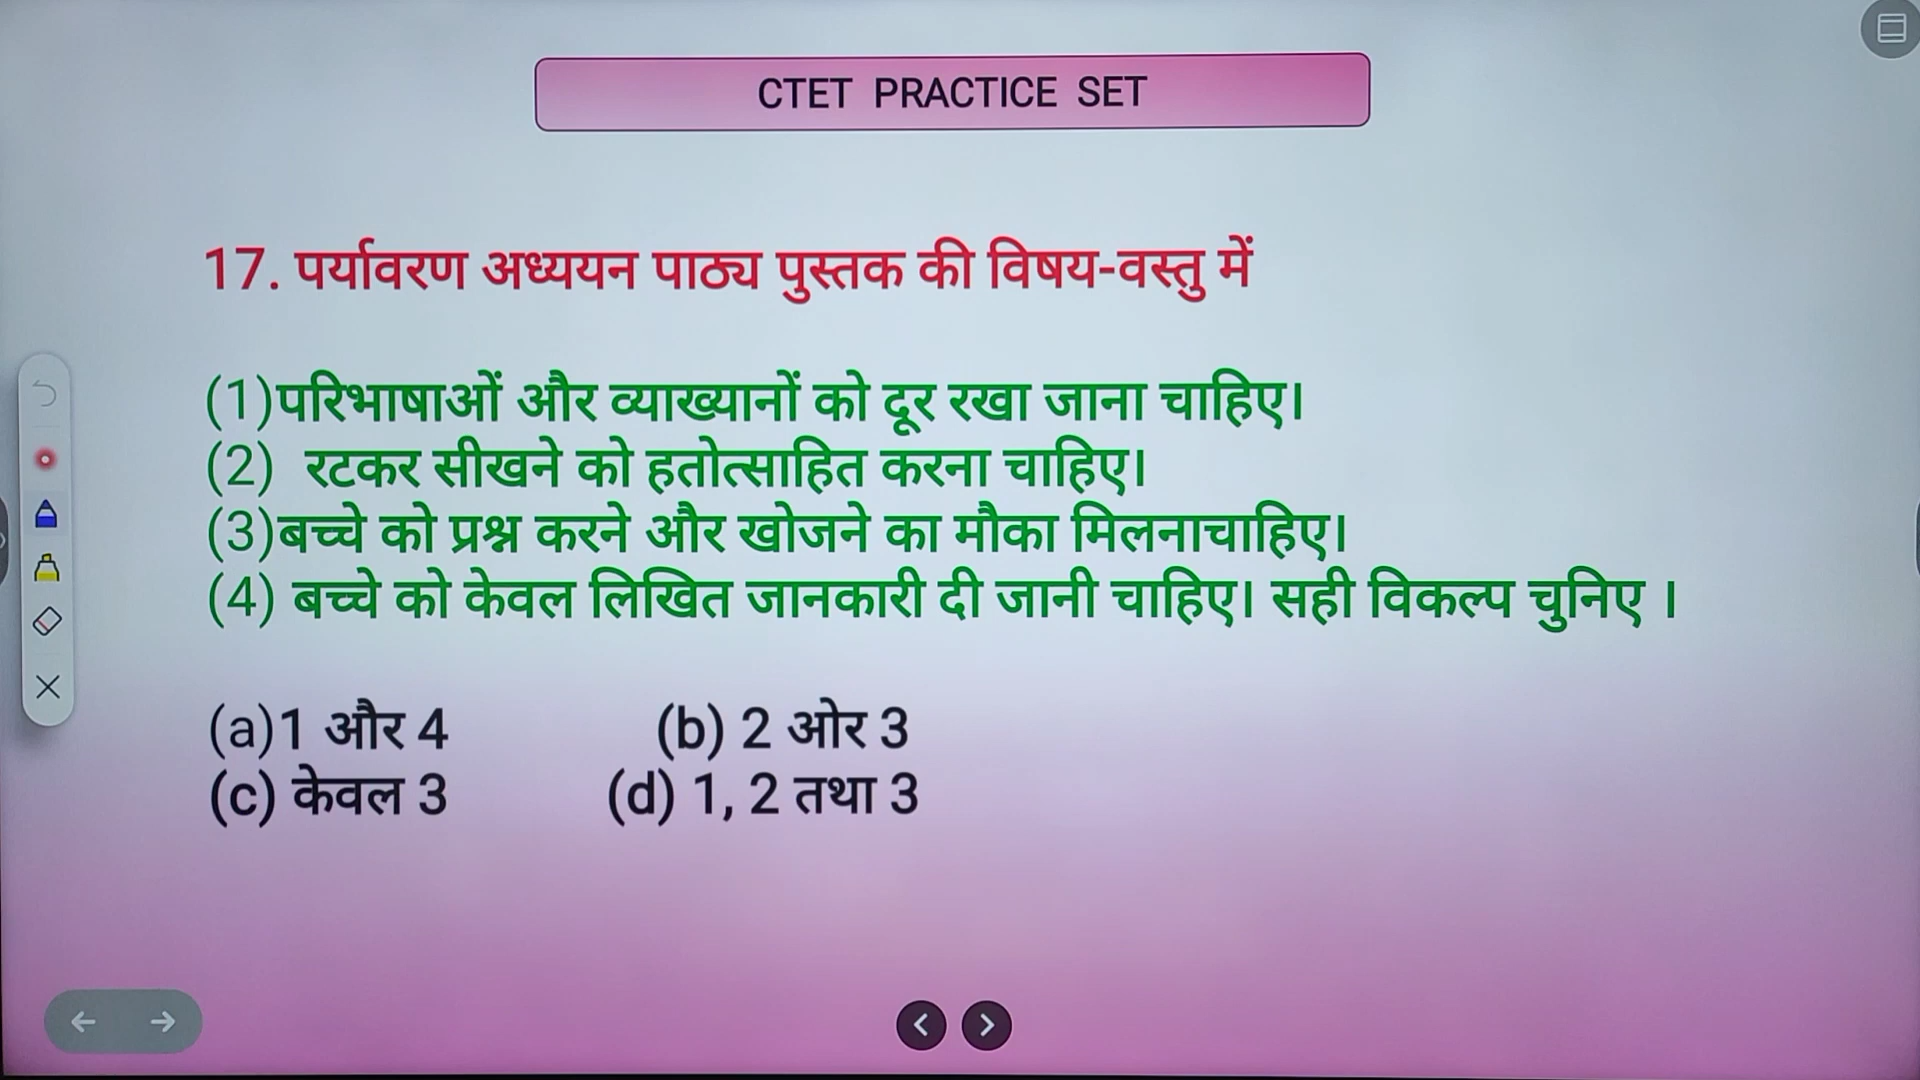 CTET PRACTICE SET
17. पर्यावरण अध्ययन पाठ्य पुस्तक की विषय-वस्तु में
(1)परिभाषाओं और व्याख्यानों को दूर रखा जाना चाहिए।
(2) रटकर सीखने को हतोत्साहित करना चाहिए।
(3)बच्चे को प्रश्न करने और खोजने का मौका मिलनाचाहिए।
(4) बच्चे को केवल लिखित जानकारी दी जानी चाहिए। सही विकल्प चुनिए ।
(a)1 और 4 (b) 2 ओर 3
(c) केवल 3 (d) 1, 2 तथा 3